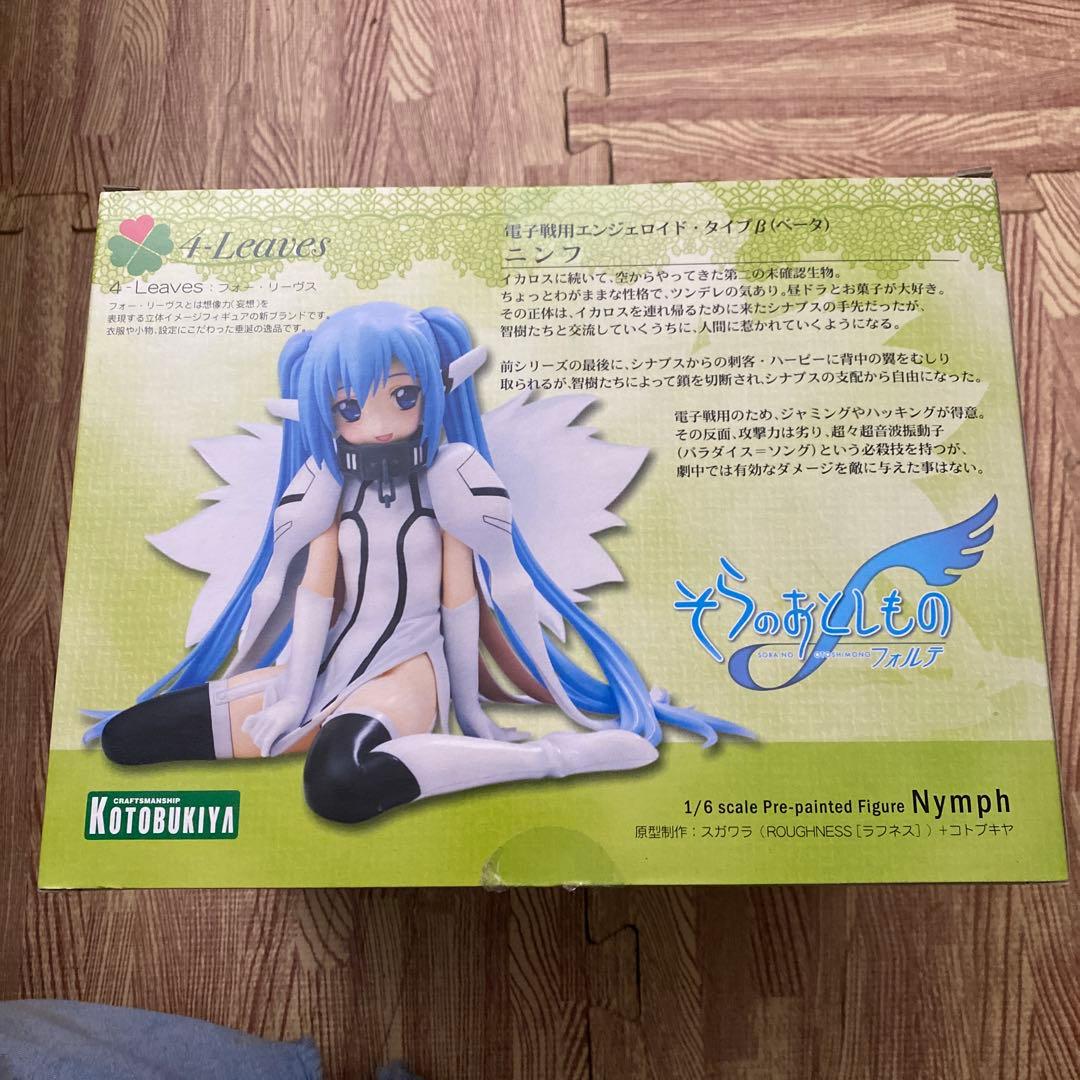 4-Leaves
4-Leaves：フォー・リーヴス
フォー・リーヴスとは想像力(妄想)を
表現する立体イメージフィギュアの新ブランドです。
衣服や小物、設定にこだわった垂涎の逸品です。
電子戦用エンジェロイド・タイプβ(ベータ)
ニンフ
イカロスに続いて、空からやってきた第二の未確認生物。
ちょっとわがままな性格で、ツンデレの気あり。昼ドラとお菓子が大好き。
その正体は、イカロスを連れ帰るために来たシナプスの手先だったが、
智樹たちと交流していくうちに、人間に惹かれていくようになる。
前シリーズの最後に、シナプスからの刺客・ハーピーに背中の翼をむしり
取られるが、智樹たちによって鎖を切断され、シナプスの支配から自由になった。
電子戦用のため、ジャミングやハッキングが得意。
その反面、攻撃力は劣り、超々超音波振動子
(パラダイス＝ソング)という必殺技を持つが、
劇中では有効なダメージを敵に与えた事はない。
そらのおとしもの
SORA NO OTOSHIMONO フォルテ
CRAFTSMANSHIP
KOTOBUKIYA
1/6 scale Pre-painted Figure Nymph
原型制作：スガワラ（ROUGHNESS［ラフネス］）＋コトブキヤ